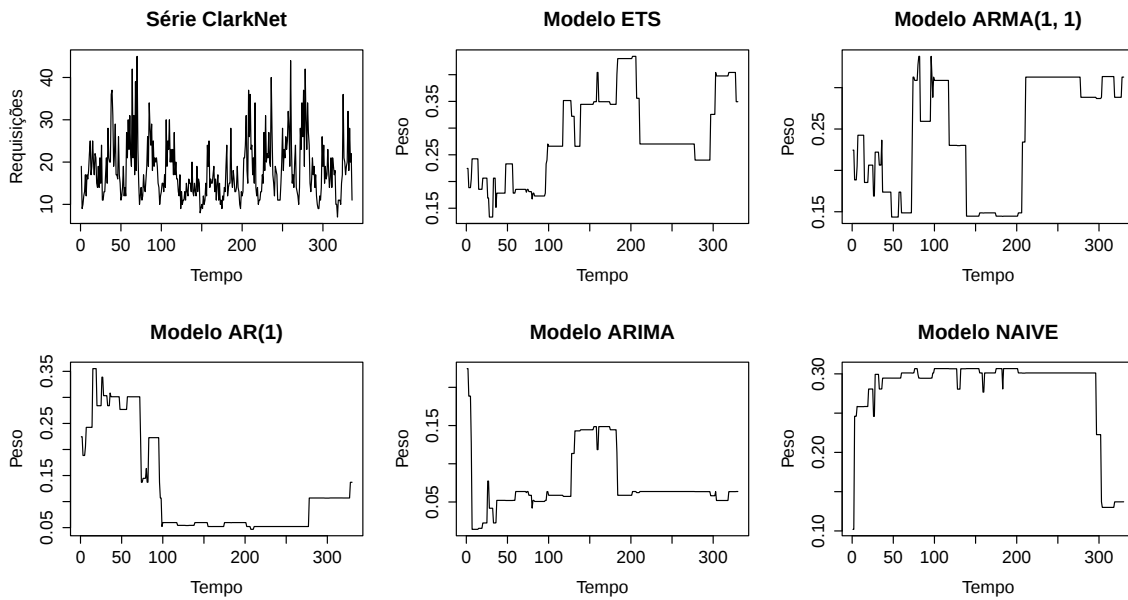 Série ClarkNet
Requisições
10 20 30 40
0 50 100 200 300
Tempo
Modelo ETS
Peso
0.15 0.25 0.35
0 50 100 200 300
Tempo
Modelo ARMA(1, 1)
Peso
0.15 0.25
0 50 100 200 300
Tempo
Modelo AR(1)
Peso
0.05 0.15 0.25 0.35
0 50 100 200 300
Tempo
Modelo ARIMA
Peso
0.05 0.15
0 50 100 200 300
Tempo
Modelo NAIVE
Peso
0.10 0.20 0.30
0 50 100 200 300
Tempo